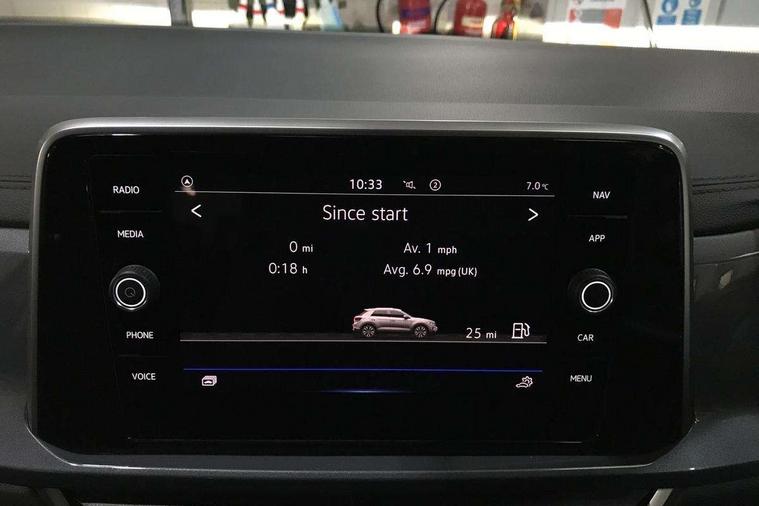 RADIO
MEDIA
PHONE
VOICE
10:33
2
7.0 °C
< Since start >
0 mi
Av. 1 mph
0:18 h
Avg. 6.9 mpg (UK)
25 mi
NAV
APP
CAR
MENU